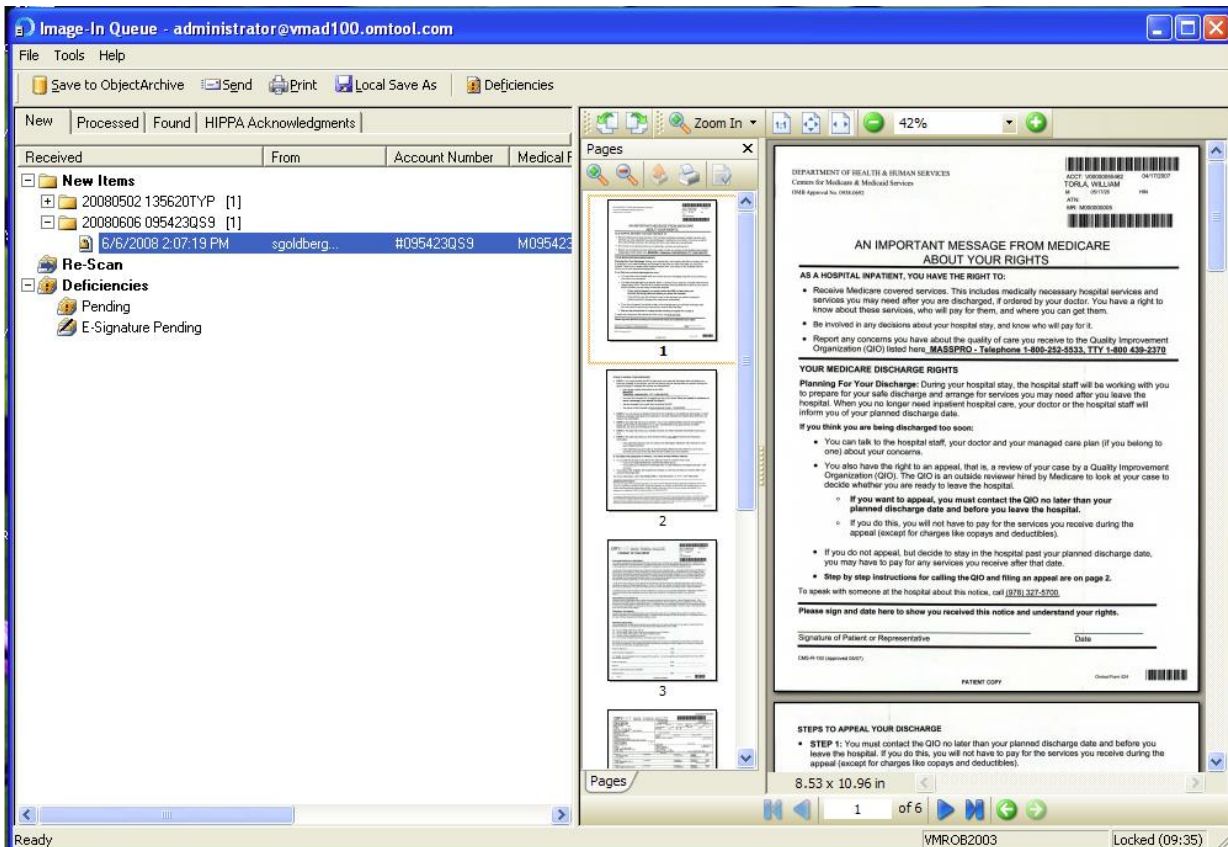 Image-In Queue - administrator@vmad100.omtool.com
File Tools Help
Save to ObjectArchive Send Print Local Save As Deficiencies
New Processed Found HIPPA Acknowledgments
Received From Account Number Medical
New Items
20080502 135620TYP [1]
20080606 095423QS9 [1]
6/6/2008 2:07:19 PM sgoldberg... #095423QS9 M095423
Re-Scan
Deficiencies
Pending
E-Signature Pending
Zoom In 1:1 42%
Pages X
1
2
3
Pages
DEPARTMENT OF HEALTH & HUMAN SERVICES
Centers for Medicare & Medicaid Services
04/17/2007
TORLA, WILLIAM
AN IMPORTANT MESSAGE FROM MEDICARE
ABOUT YOUR RIGHTS
AS A HOSPITAL INPATIENT, YOU HAVE THE RIGHT TO:
• Receive Medicare covered services. This includes medically necessary hospital services and
services you may need after you are discharged, if ordered by your doctor. You have a right to
know about these services, who will pay for them, and where you can get them.
• Be involved in any decisions about your hospital stay, and know who will pay for it.
• Report any concerns you have about the quality of care you receive to the Quality Improvement
Organization (QIO) listed here MASSPRO - Telephone 1-800-252-5533, TTY 1-800 439-2370
YOUR MEDICARE DISCHARGE RIGHTS
Planning For Your Discharge: During your hospital stay, the hospital staff will be working with you
to prepare for your safe discharge and arrange for services you may need after you leave the
hospital. When you no longer need inpatient hospital care, your doctor or the hospital staff will
inform you of your planned discharge date.
If you think you are being discharged too soon:
• You can talk to the hospital staff, your doctor and your managed care plan (if you belong to
one) about your concerns.
• You also have the right to an appeal, that is, a review of your case by a Quality Improvement
Organization (QIO). The QIO is an outside reviewer hired by Medicare to look at your case to
decide whether you are ready to leave the hospital.
o If you want to appeal, you must contact the QIO no later than your
planned discharge date and before you leave the hospital.
o If you do this, you will not have to pay for the services you receive during the
appeal (except for charges like copays and deductibles).
• If you do not appeal, but decide to stay in the hospital past your planned discharge date,
you may have to pay for any services you receive after that date.
• Step by step instructions for calling the QIO and filing an appeal are on page 2.
To speak with someone at the hospital about this notice, call (978) 327-5700
Please sign and date here to show you received this notice and understand your rights.
Signature of Patient or Representative Date
PATIENT COPY
STEPS TO APPEAL YOUR DISCHARGE
• STEP 1: You must contact the QIO no later than your planned discharge date and before you
leave the hospital. If you do this, you will not have to pay for the services you receive during the
appeal (except for charges like copays and deductibles).
8.53 x 10.96 in
1 of 6
Ready VMROB2003 Locked (09:35)